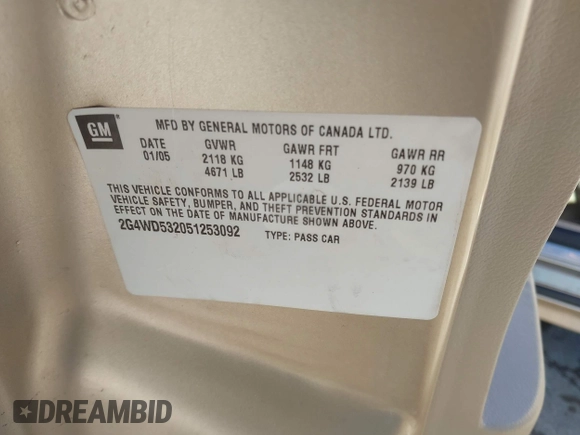 GM
MFD BY GENERAL MOTORS OF CANADA LTD.
DATE GVWR GAWR FRT GAWR RR
01/05 2118 KG 1148 KG 970 KG
4671 LB 2532 LB 2139 LB
THIS VEHICLE CONFORMS TO ALL APPLICABLE U.S. FEDERAL MOTOR
VEHICLE SAFETY, BUMPER, AND THEFT PREVENTION STANDARDS IN
EFFECT ON THE DATE OF MANUFACTURE SHOWN ABOVE.
2G4WD532051253092 TYPE: PASS CAR
DREAMBID